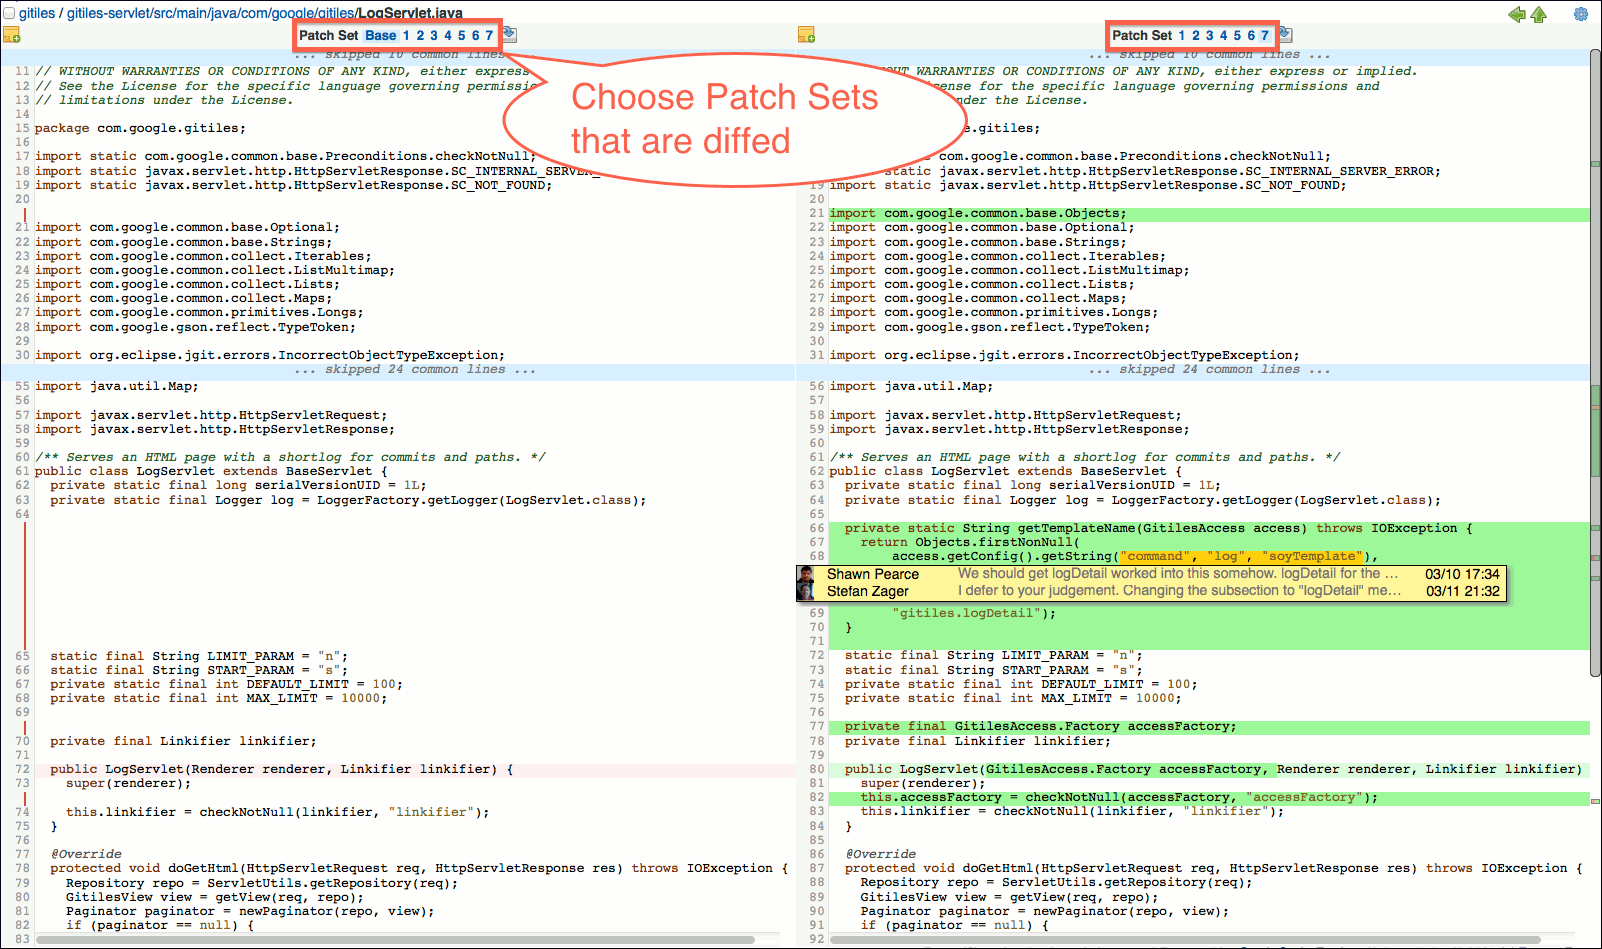 gitiles / gitiles-servlet/src/main/java/com/google/gitiles/LogServlet.java
Patch Set Base 1 2 3 4 5 6 7
Patch Set 1 2 3 4 5 6 7
Choose Patch Sets
that are diffed
... skipped 10 common lines
11 // WITHOUT WARRANTIES OR CONDITIONS OF ANY KIND, either express
12 // See the License for the specific language governing permissio
13 // limitations under the License.
14
15 package com.google.gitiles;
16
17 import static com.google.common.base.Preconditions.checkNotNull;
18 import static javax.servlet.http.HttpServletResponse.SC_INTERNAL_SERVER_
19 import static javax.servlet.http.HttpServletResponse.SC_NOT_FOUND;
20
21 import com.google.common.base.Optional;
22 import com.google.common.base.Strings;
23 import com.google.common.collect.Iterables;
24 import com.google.common.collect.ListMultimap;
25 import com.google.common.collect.Lists;
26 import com.google.common.collect.Maps;
27 import com.google.common.primitives.Longs;
28 import com.google.gson.reflect.TypeToken;
29
30 import org.eclipse.jgit.errors.IncorrectObjectTypeException;
... skipped 24 common lines ...
55 import java.util.Map;
56
57 import javax.servlet.http.HttpServletRequest;
58 import javax.servlet.http.HttpServletResponse;
59
60 /** Serves an HTML page with a shortlog for commits and paths. */
61 public class LogServlet extends BaseServlet {
62 private static final long serialVersionUID = 1L;
63 private static final Logger log = LoggerFactory.getLogger(LogServlet.class);
64
65 static final String LIMIT_PARAM = "n";
66 static final String START_PARAM = "s";
67 private static final int DEFAULT_LIMIT = 100;
68 private static final int MAX_LIMIT = 10000;
69
70 private final Linkifier linkifier;
71
72 public LogServlet(Renderer renderer, Linkifier linkifier) {
73 super(renderer);
74 this.linkifier = checkNotNull(linkifier, "linkifier");
75 }
76
77 @Override
78 protected void doGetHtml(HttpServletRequest req, HttpServletResponse res) throws IOException {
79 Repository repo = ServletUtils.getRepository(req);
80 GitilesView view = getView(req, repo);
81 Paginator paginator = newPaginator(repo, view);
82 if (paginator == null) {
83
... skipped 10 common lines ...
UT WARRANTIES OR CONDITIONS OF ANY KIND, either express or implied.
cense for the specific language governing permissions and
nder the License.
e.gitiles;
com.google.common.base.Preconditions.checkNotNull;
static javax.servlet.http.HttpServletResponse.SC_INTERNAL_SERVER_ERROR;
19 import static javax.servlet.http.HttpServletResponse.SC_NOT_FOUND;
20
21 import com.google.common.base.Objects;
22 import com.google.common.base.Optional;
23 import com.google.common.base.Strings;
24 import com.google.common.collect.Iterables;
25 import com.google.common.collect.ListMultimap;
26 import com.google.common.collect.Lists;
27 import com.google.common.collect.Maps;
28 import com.google.common.primitives.Longs;
29 import com.google.gson.reflect.TypeToken;
30
31 import org.eclipse.jgit.errors.IncorrectObjectTypeException;
... skipped 24 common lines ...
56 import java.util.Map;
57
58 import javax.servlet.http.HttpServletRequest;
59 import javax.servlet.http.HttpServletResponse;
60
61 /** Serves an HTML page with a shortlog for commits and paths. */
62 public class LogServlet extends BaseServlet {
63 private static final long serialVersionUID = 1L;
64 private static final Logger log = LoggerFactory.getLogger(LogServlet.class);
65
66 private static String getTemplateName(GitilesAccess access) throws IOException {
67 return Objects.firstNonNull(
68 access.getConfig().getString("command", "log", "soyTemplate"),
Shawn Pearce We should get logDetail worked into this somehow. logDetail for the ... 03/10 17:34
Stefan Zager I defer to your judgement. Changing the subsection to "logDetail" me... 03/11 21:32
69 "gitiles.logDetail");
70 }
71
72 static final String LIMIT_PARAM = "n";
73 static final String START_PARAM = "s";
74 private static final int DEFAULT_LIMIT = 100;
75 private static final int MAX_LIMIT = 10000;
76
77 private final GitilesAccess.Factory accessFactory;
78 private final Linkifier linkifier;
79
80 public LogServlet(GitilesAccess.Factory accessFactory, Renderer renderer, Linkifier linkifier)
81 super(renderer);
82 this.accessFactory = checkNotNull(accessFactory, "accessFactory");
83 this.linkifier = checkNotNull(linkifier, "linkifier");
84 }
85
86 @Override
87 protected void doGetHtml(HttpServletRequest req, HttpServletResponse res) throws IOException {
88 Repository repo = ServletUtils.getRepository(req);
89 GitilesView view = getView(req, repo);
90 Paginator paginator = newPaginator(repo, view);
91 if (paginator == null) {
92